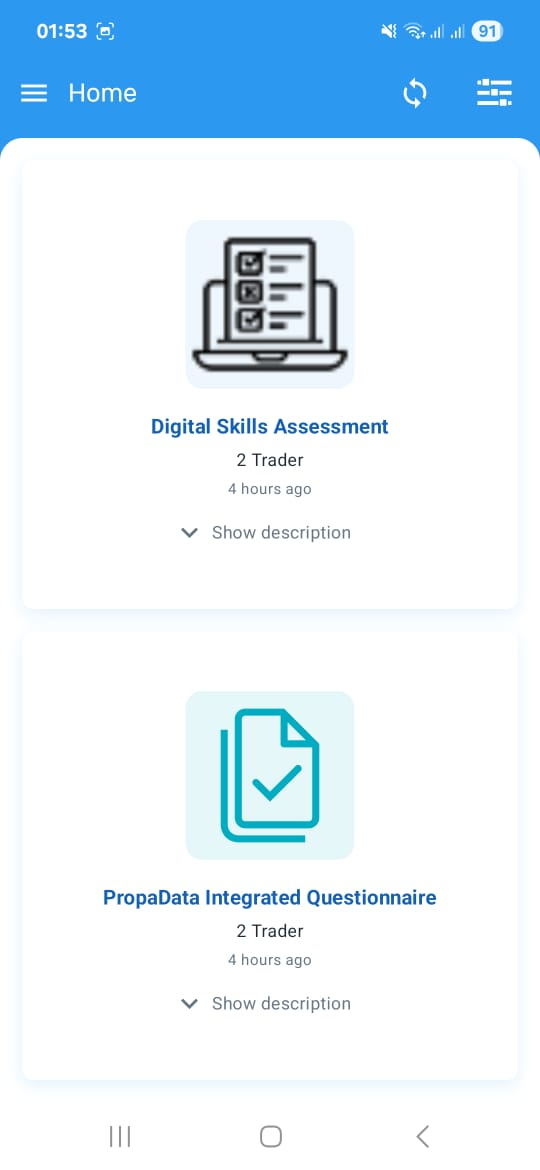 01:53
91
Home
Digital Skills Assessment
2 Trader
4 hours ago
Show description
PropaData Integrated Questionnaire
2 Trader
4 hours ago
Show description